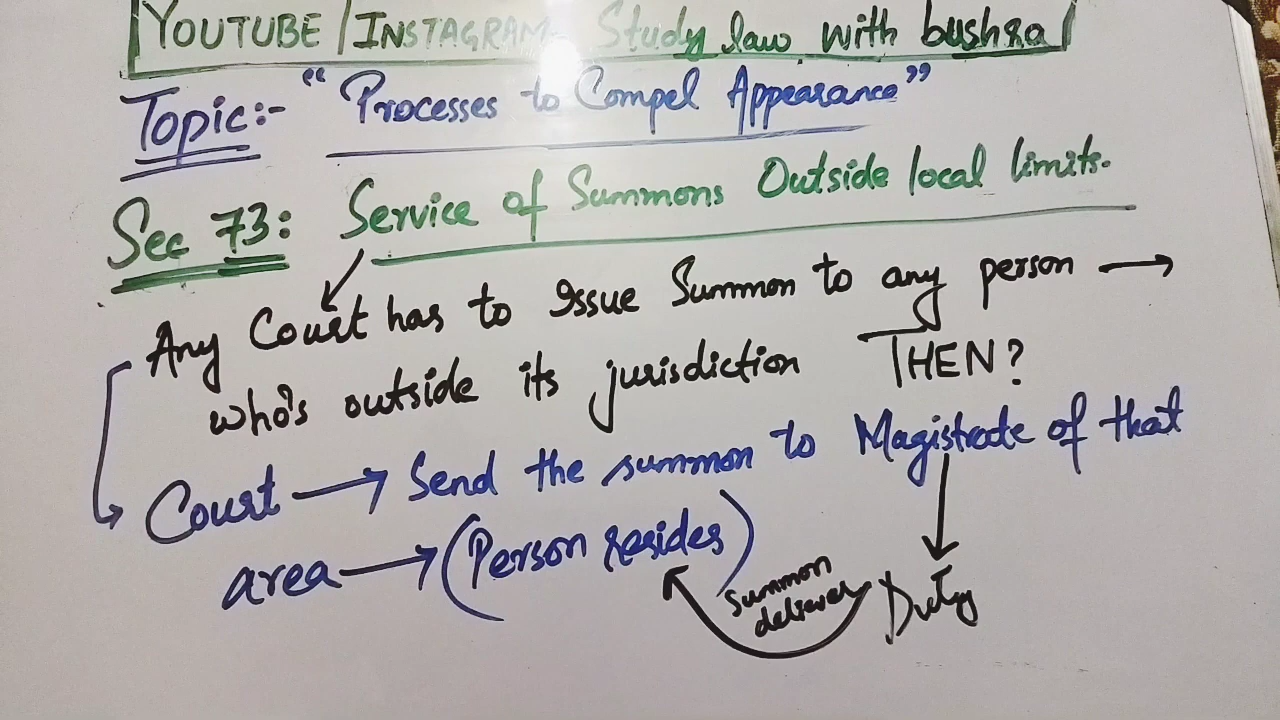 YOUTUBE / INSTAGRAM - Study law with bushra
Topic:- "Processes to Compel Appearance"
Sec 73: Service of Summons Outside local limits.
Any Court has to Issue Summon to any person →
who's outside its jurisdiction THEN?
Court → Send the summon to Magistrate of that
area → (Person resides)
Summon
deliever
Duty